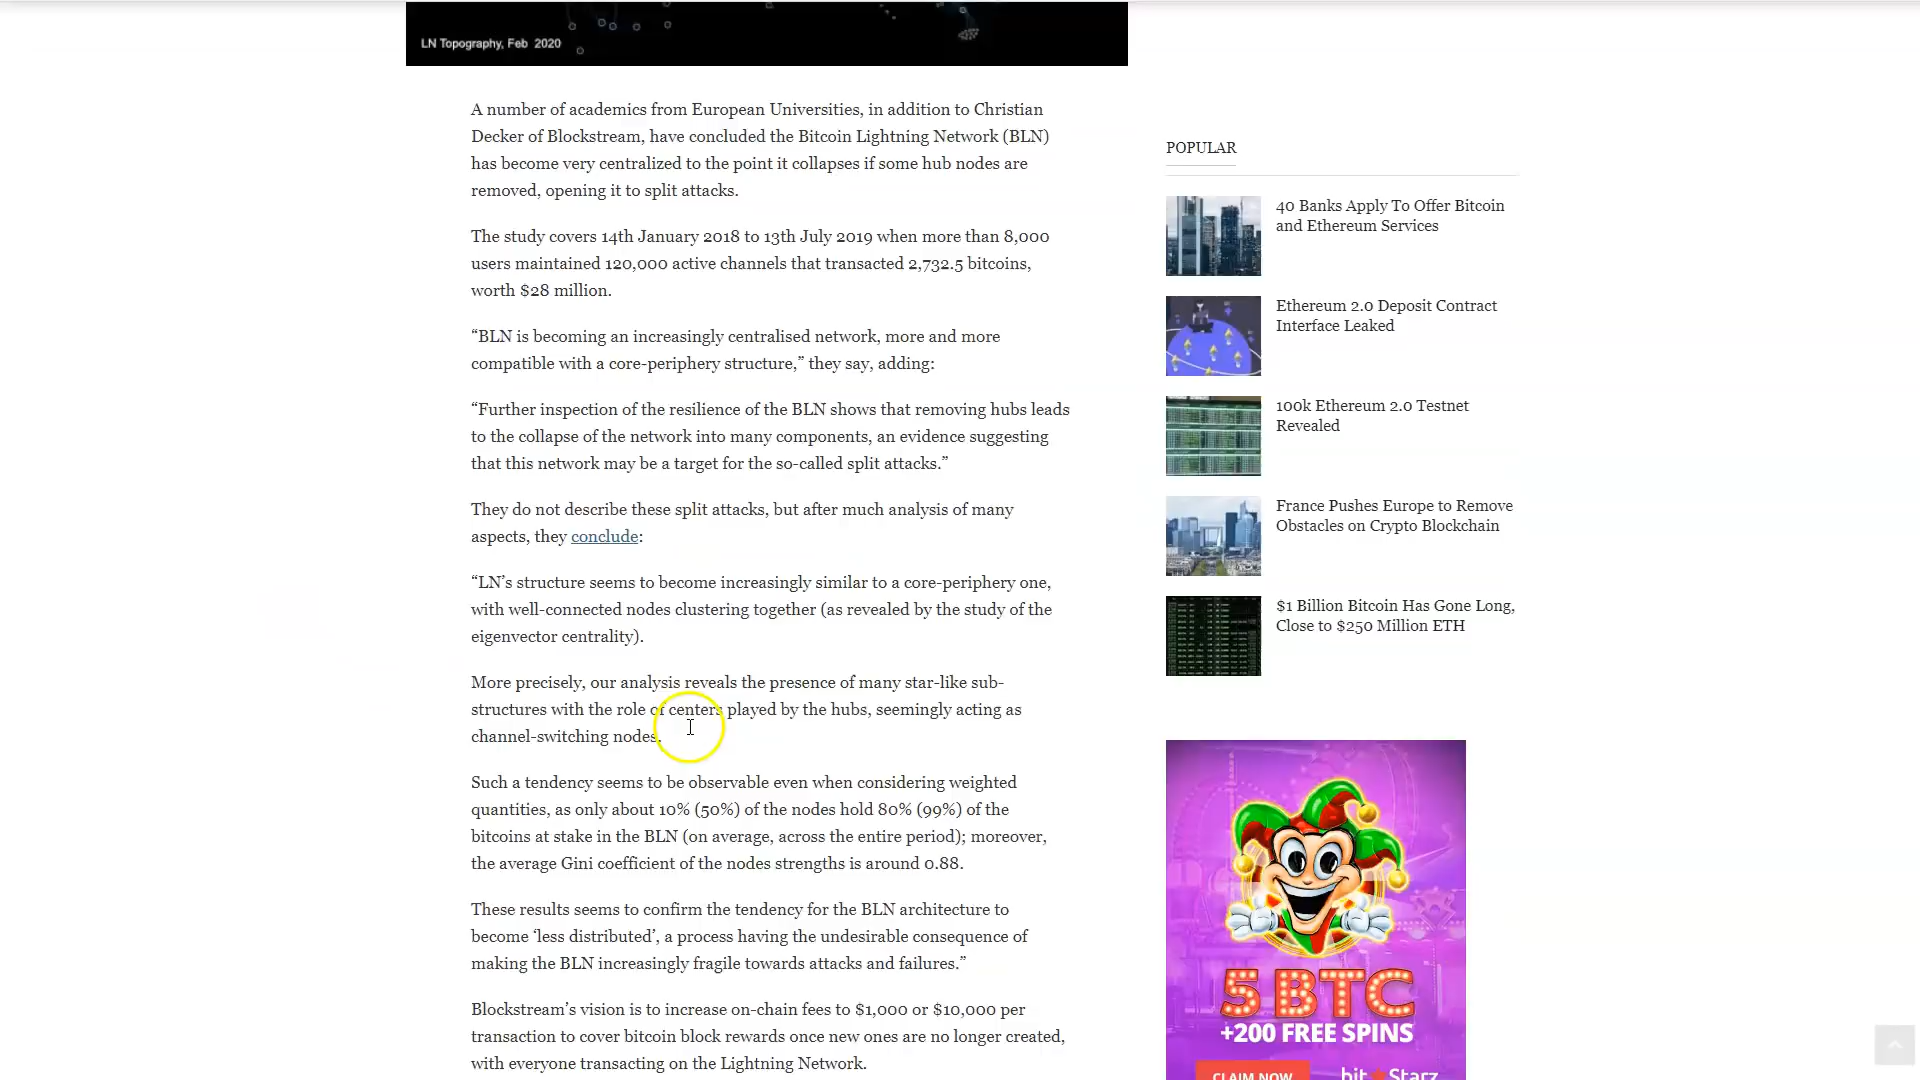 LN Topography, Feb 2020
A number of academics from European Universities, in addition to Christian
Decker of Blockstream, have concluded the Bitcoin Lightning Network (BLN)
has become very centralized to the point it collapses if some hub nodes are
removed, opening it to split attacks.
The study covers 14th January 2018 to 13th July 2019 when more than 8,000
users maintained 120,000 active channels that transacted 2,732.5 bitcoins,
worth $28 million.
“BLN is becoming an increasingly centralised network, more and more
compatible with a core-periphery structure,” they say, adding:
“Further inspection of the resilience of the BLN shows that removing hubs leads
to the collapse of the network into many components, an evidence suggesting
that this network may be a target for the so-called split attacks.”
They do not describe these split attacks, but after much analysis of many
aspects, they conclude:
“LN’s structure seems to become increasingly similar to a core-periphery one,
with well-connected nodes clustering together (as revealed by the study of the
eigenvector centrality).
More precisely, our analysis reveals the presence of many star-like sub-
structures with the role of centers played by the hubs, seemingly acting as
channel-switching nodes.
Such a tendency seems to be observable even when considering weighted
quantities, as only about 10% (50%) of the nodes hold 80% (99%) of the
bitcoins at stake in the BLN (on average, across the entire period); moreover,
the average Gini coefficient of the nodes strengths is around 0.88.
These results seems to confirm the tendency for the BLN architecture to
become ‘less distributed’, a process having the undesirable consequence of
making the BLN increasingly fragile towards attacks and failures.”
Blockstream’s vision is to increase on-chain fees to $1,000 or $10,000 per
transaction to cover bitcoin block rewards once new ones are no longer created,
with everyone transacting on the Lightning Network.
POPULAR
40 Banks Apply To Offer Bitcoin
and Ethereum Services
Ethereum 2.0 Deposit Contract
Interface Leaked
100k Ethereum 2.0 Testnet
Revealed
France Pushes Europe to Remove
Obstacles on Crypto Blockchain
$1 Billion Bitcoin Has Gone Long,
Close to $250 Million ETH
5 BTC
+200 FREE SPINS
CLAIM NOW
bitStarz